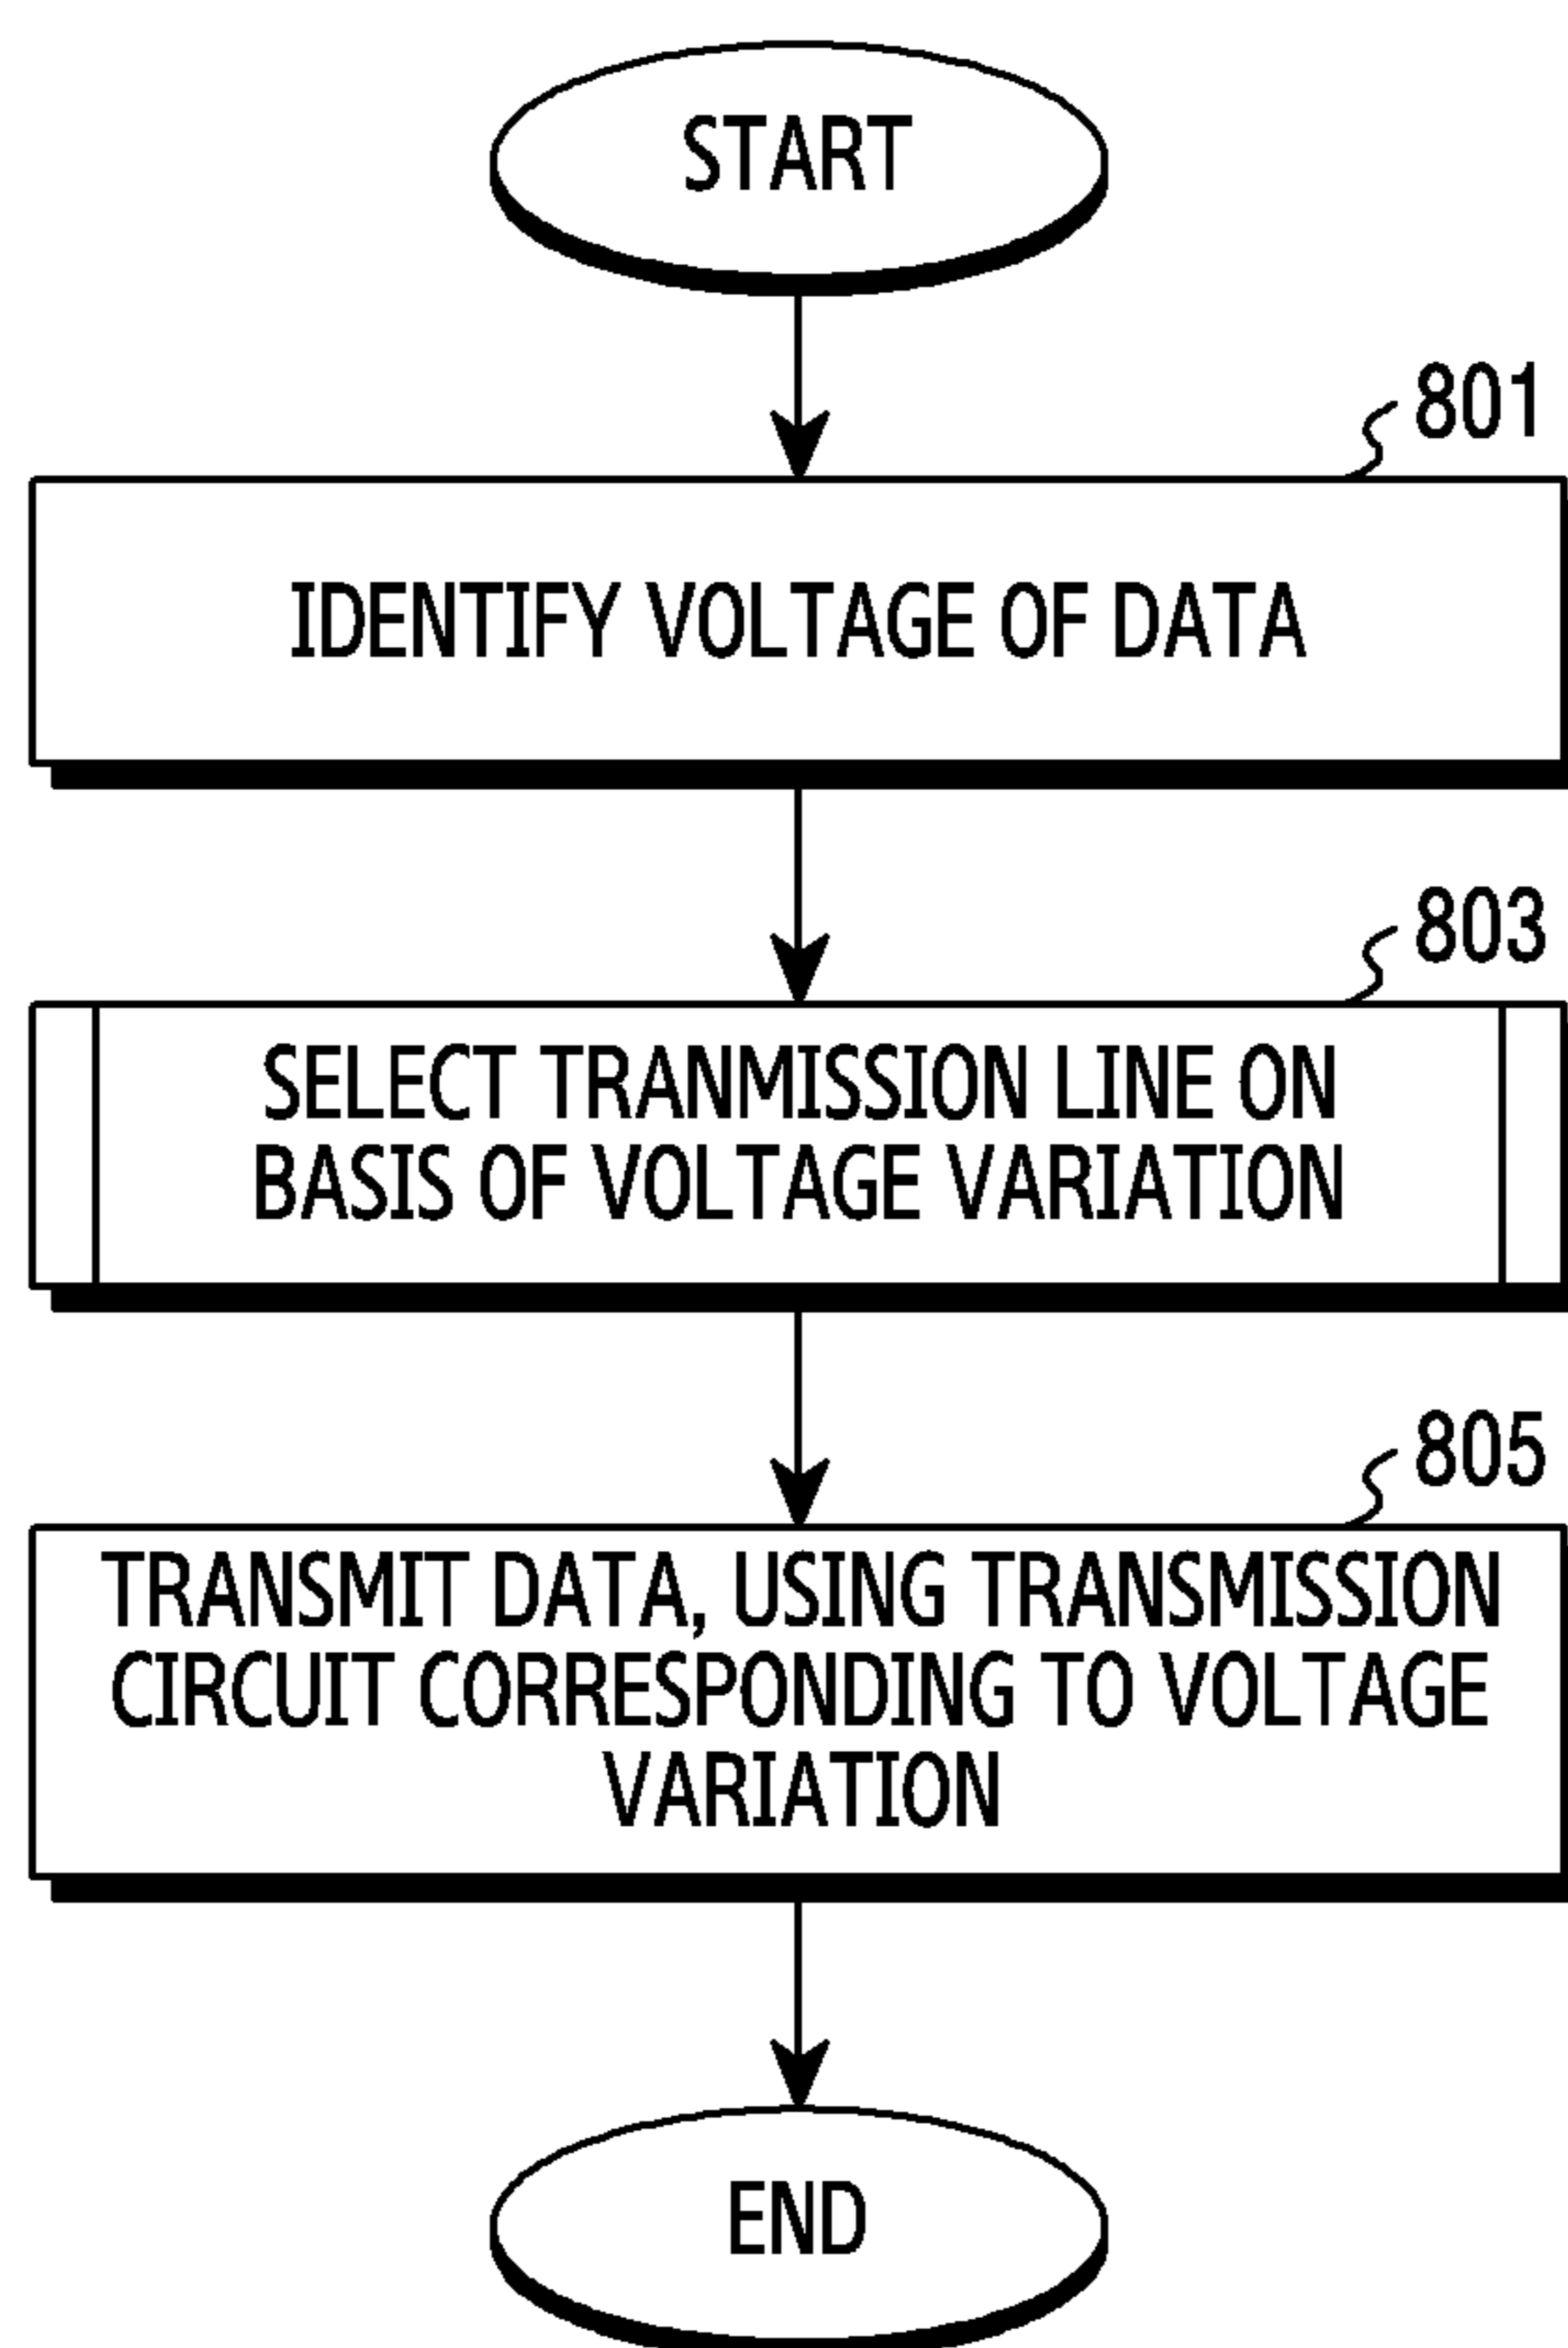 START
801
IDENTIFY VOLTAGE OF DATA
803
SELECT TRANMISSION LINE ON
BASIS OF VOLTAGE VARIATION
805
TRANSMIT DATA, USING TRANSMISSION
CIRCUIT CORRESPONDING TO VOLTAGE
VARIATION
END